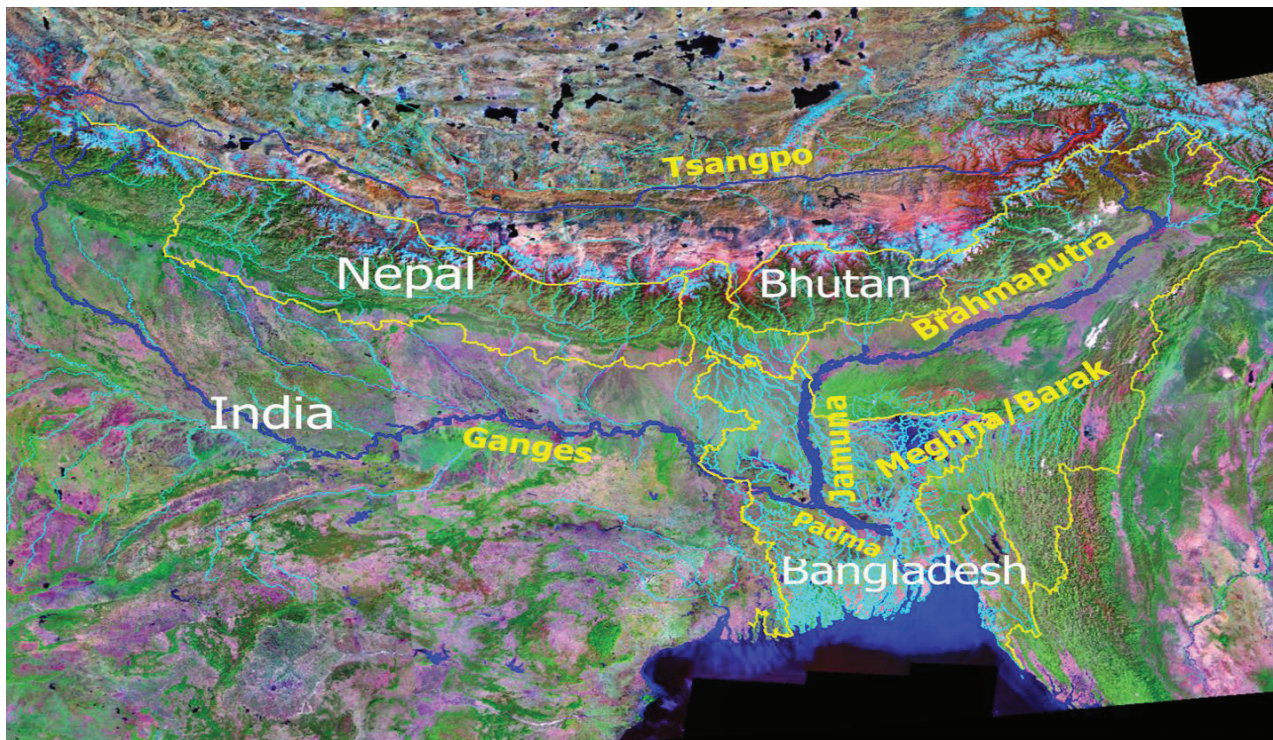 Tsangpo
Nepal
Bhutan
Brahmaputra
India
Ganges
Jamuna
Meghna/Barak
Padma
Bangladesh